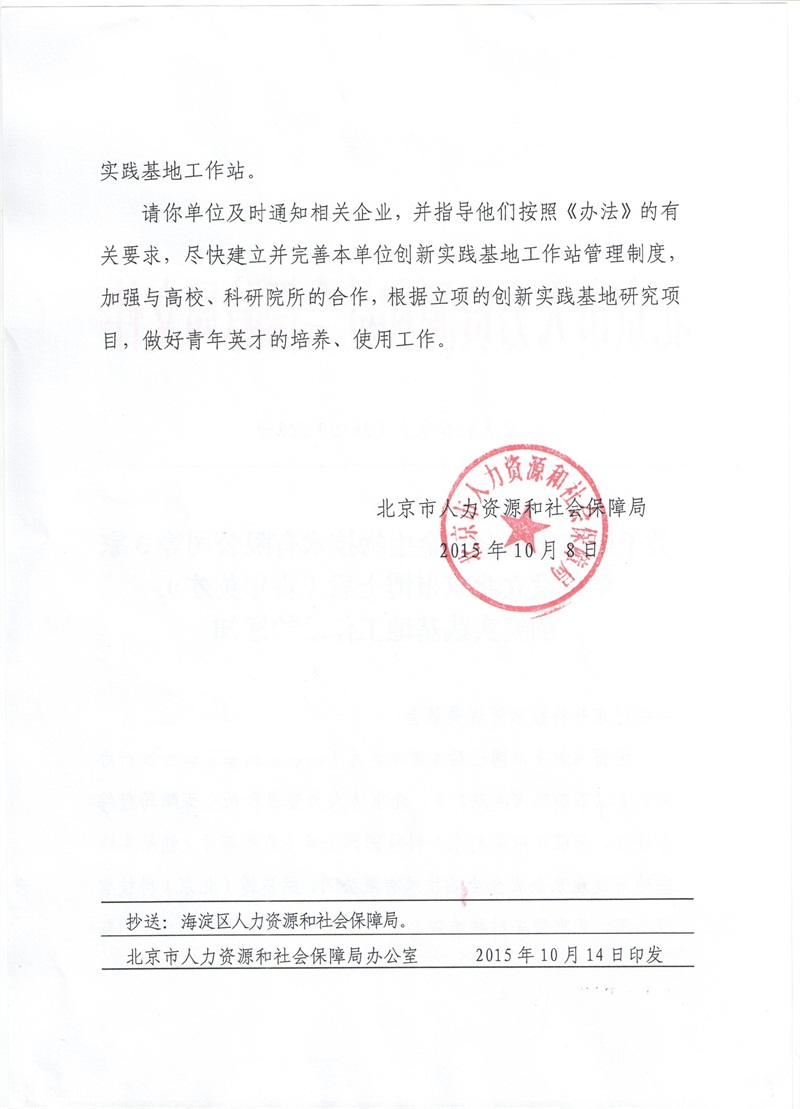 实践基地工作站。
请你单位及时通知相关企业，并指导他们按照《办法》的有
关要求，尽快建立并完善本单位创新实践基地工作站管理制度，
加强与高校、科研院所的合作，根据立项的创新实践基地研究项
目，做好青年英才的培养、使用工作。
北京市人力资源和社会保障局
北京市人力资源和社会保障局
2015年10月8日
抄送：海淀区人力资源和社会保障局。
北京市人力资源和社会保障局办公室 2015年10月14日印发